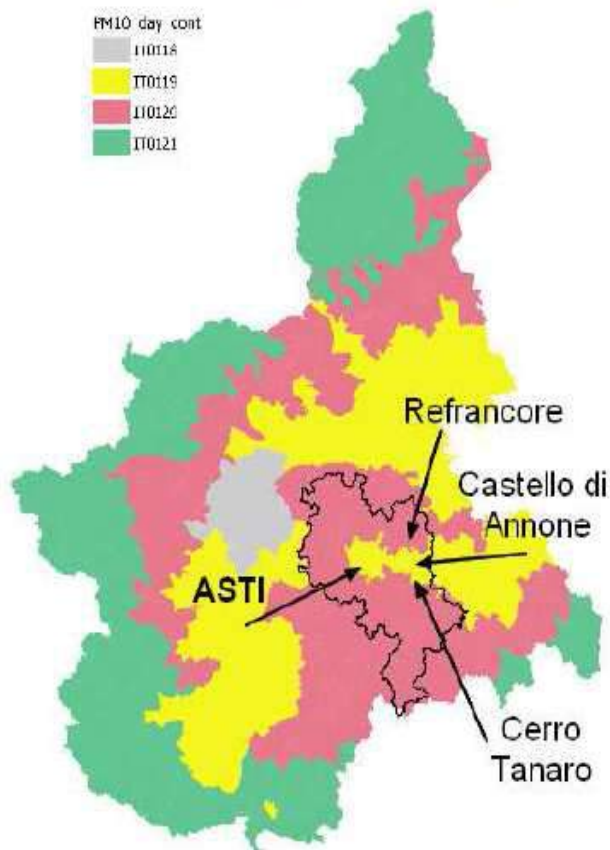 PM10 day cont
IT0118
IT0119
IT0120
IT0121
Refrancore
Castello di
Annone
ASTI
Cerro
Tanaro